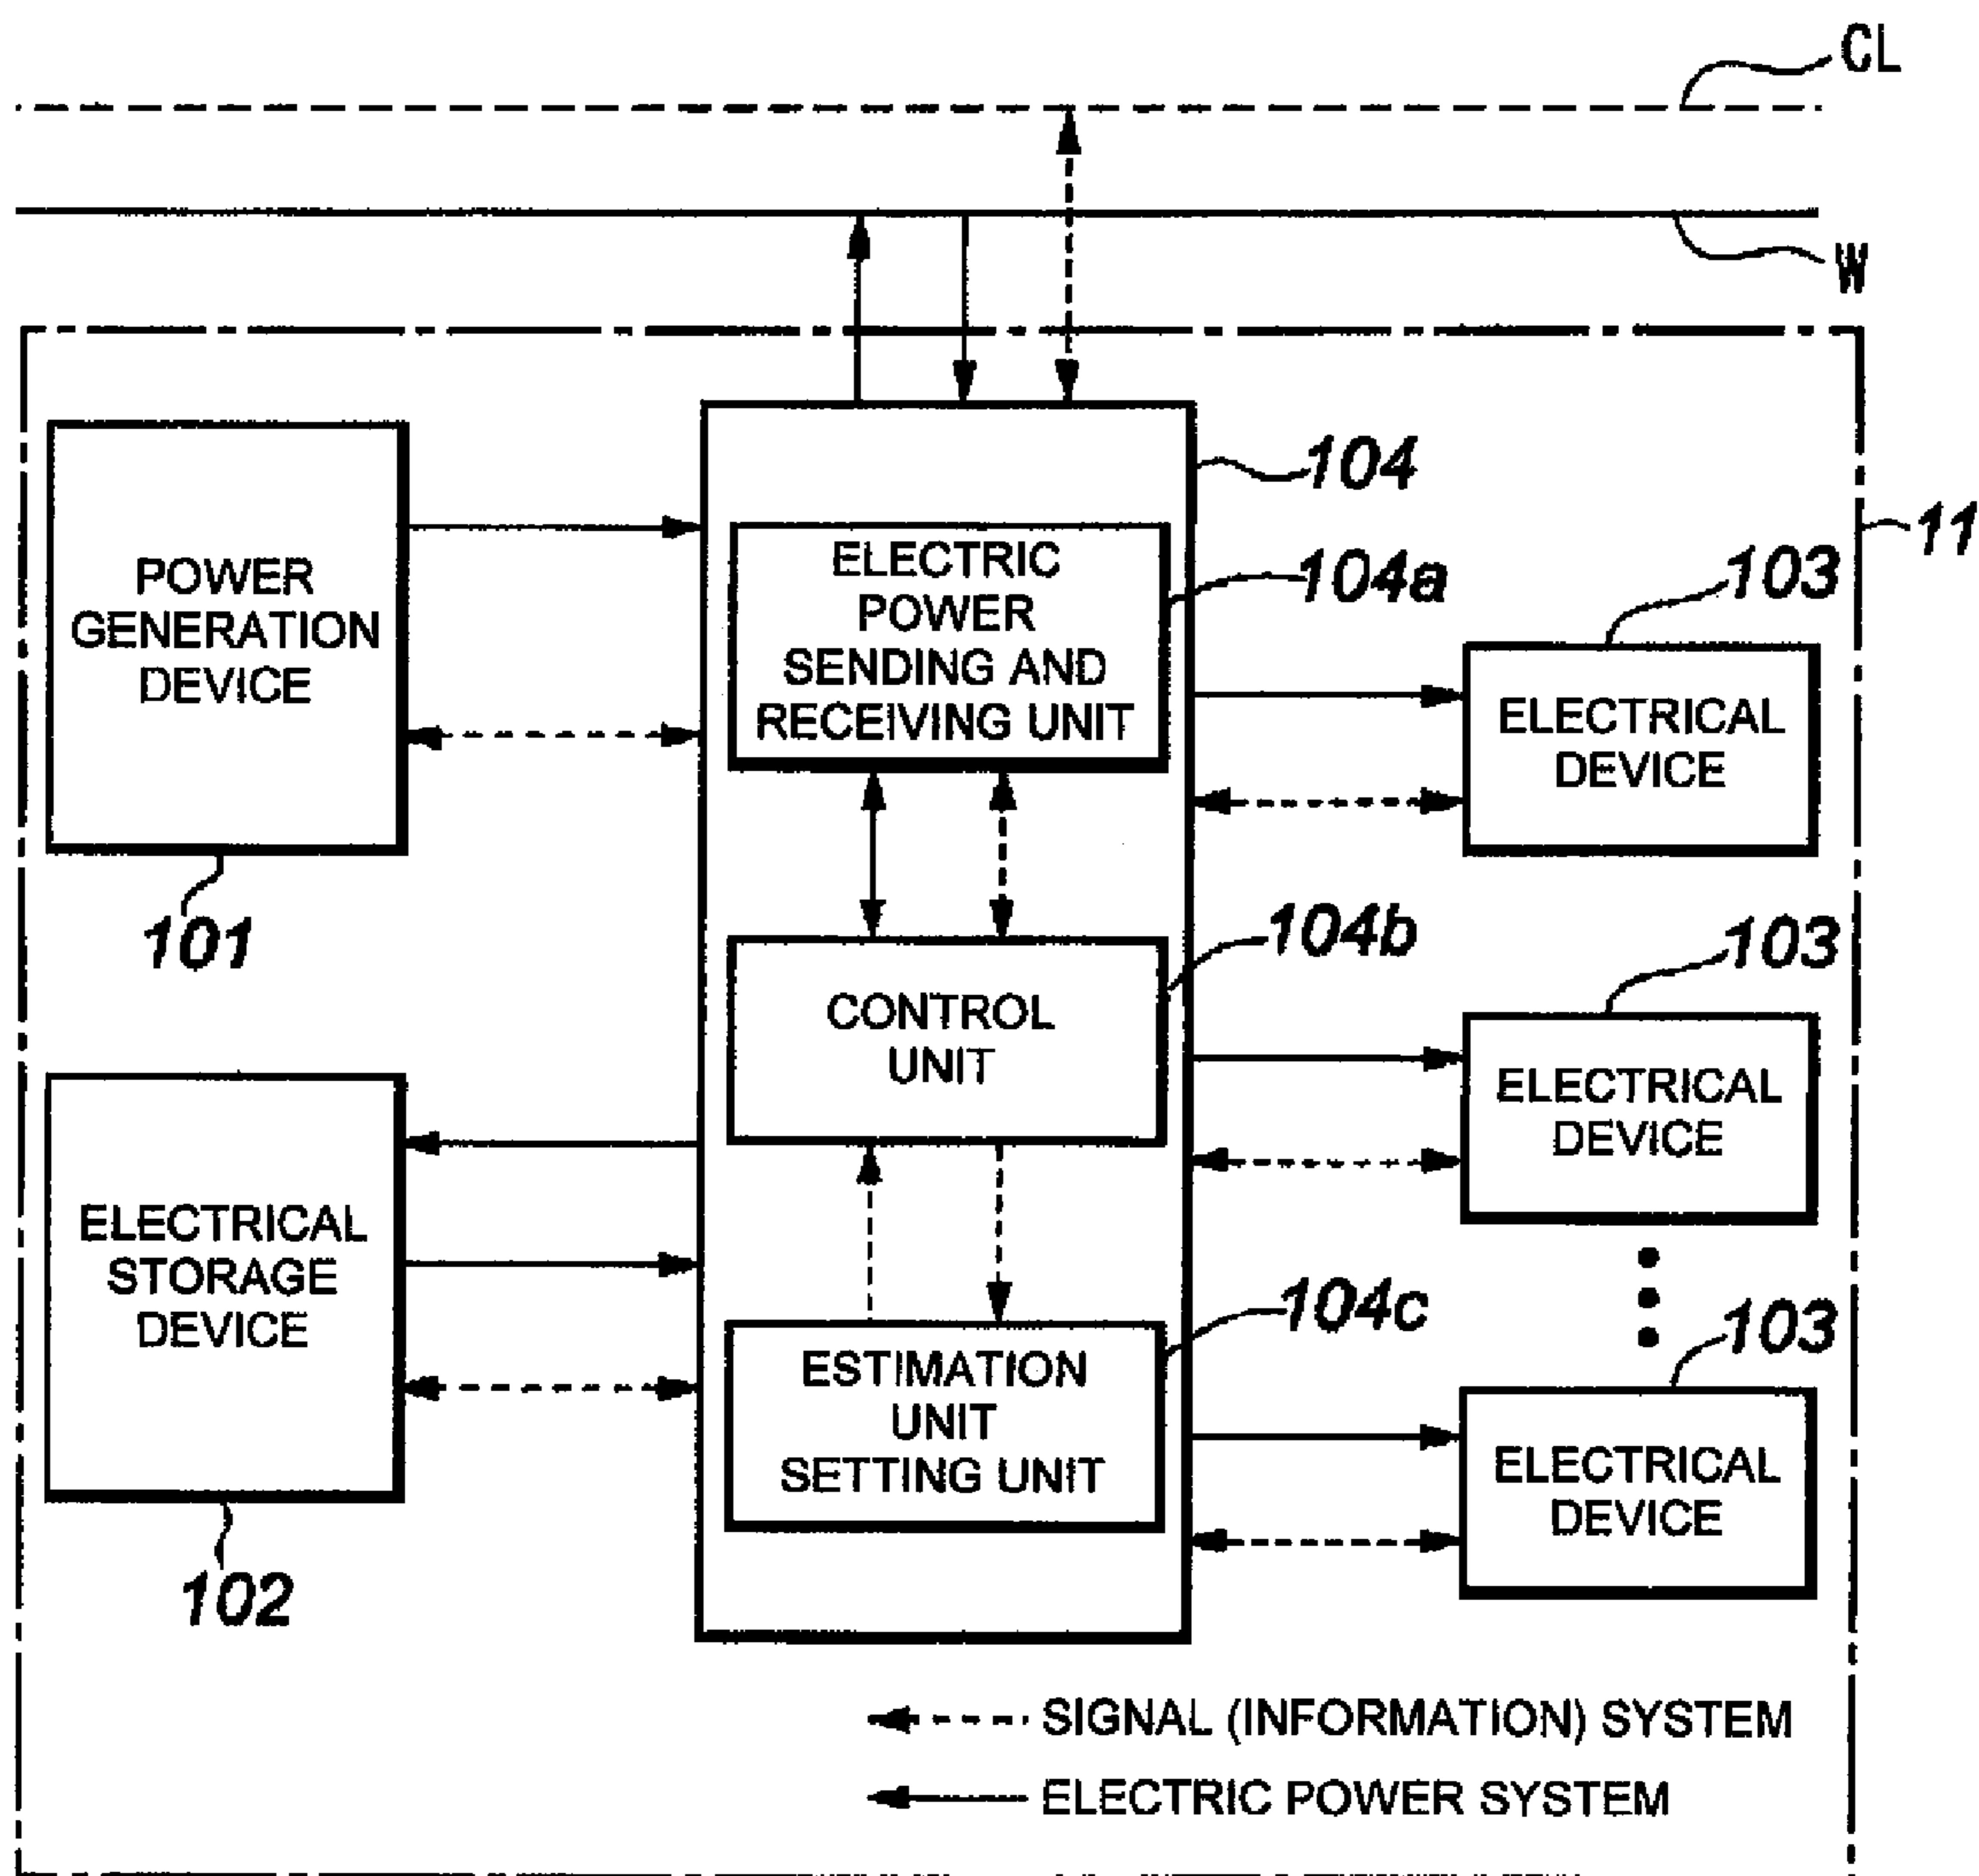 CL
W
104
11
POWER
GENERATION
DEVICE
101
ELECTRIC
POWER
SENDING AND
RECEIVING UNIT
104a
103
ELECTRICAL
DEVICE
CONTROL
UNIT
104b
103
ELECTRICAL
DEVICE
ELECTRICAL
STORAGE
DEVICE
102
ESTIMATION
UNIT
SETTING UNIT
104c
103
ELECTRICAL
DEVICE
SIGNAL (INFORMATION) SYSTEM
ELECTRIC POWER SYSTEM